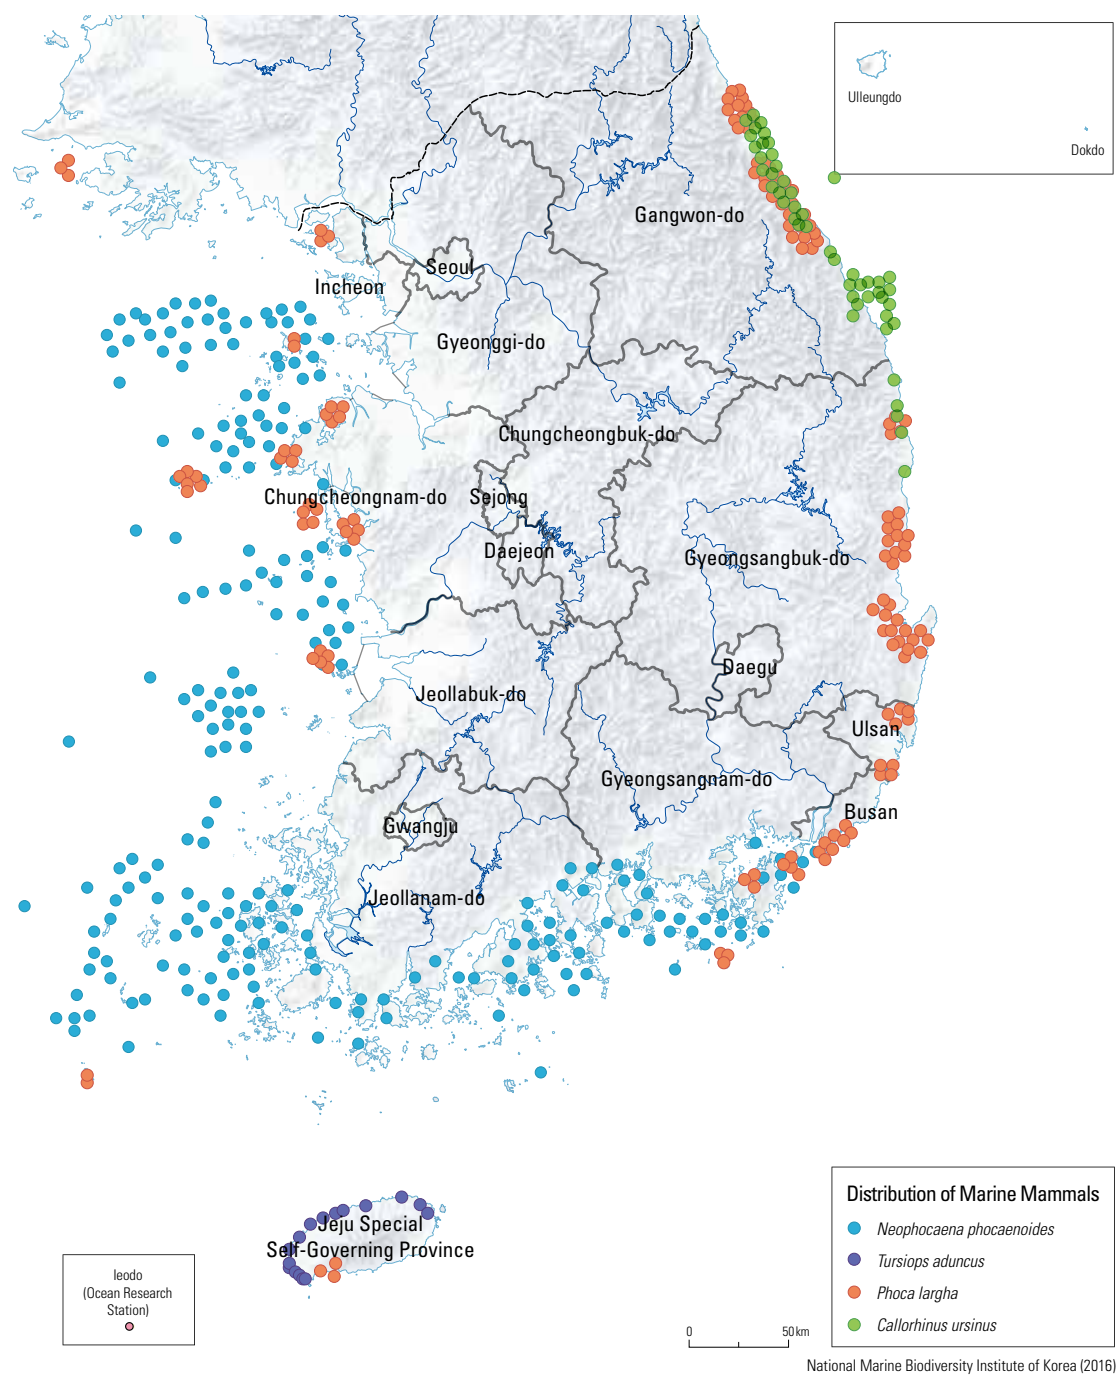 Ulleungdo
Dokdo
Gangwon-do
Seoul
Incheon
Gyeonggi-do
Chungcheongbuk-do
Chungcheongnam-do
Sejong
Daejeon
Gyeongsangbuk-do
Daegu
Jeollabuk-do
Ulsan
Gyeongsangnam-do
Busan
Gwangju
Jeollanam-do
Jeju Special
Self-Governing Province
Ieodo
(Ocean Research
Station)
Distribution of Marine Mammals
Neophocaena phocaenoides
Tursiops aduncus
Phoca largha
Callorhinus ursinus
0 50 km
National Marine Biodiversity Institute of Korea (2016)